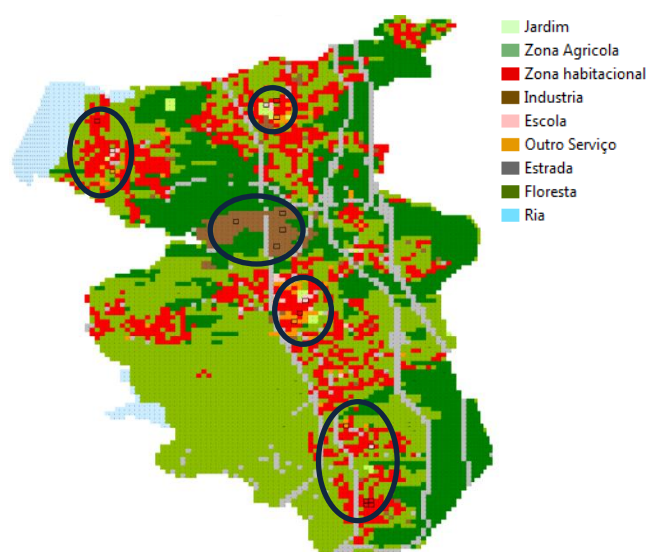 Jardim
Zona Agricola
Zona habitacional
Industria
Escola
Outro Serviço
Estrada
Floresta
Ria